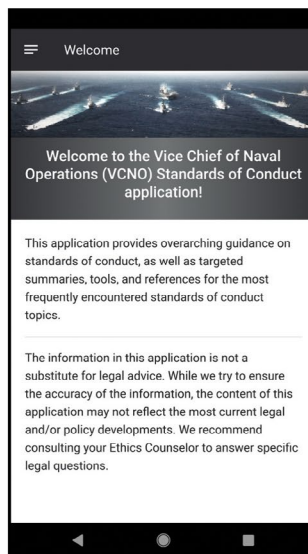 Welcome
Welcome to the Vice Chief of Naval
Operations (VCNO) Standards of Conduct
application!
This application provides overarching guidance on
standards of conduct, as well as targeted
summaries, tools, and references for the most
frequently encountered standards of conduct
topics.
The information in this application is not a
substitute for legal advice. While we try to ensure
the accuracy of the information, the content of this
application may not reflect the most current legal
and/or policy developments. We recommend
consulting your Ethics Counselor to answer specific
legal questions.